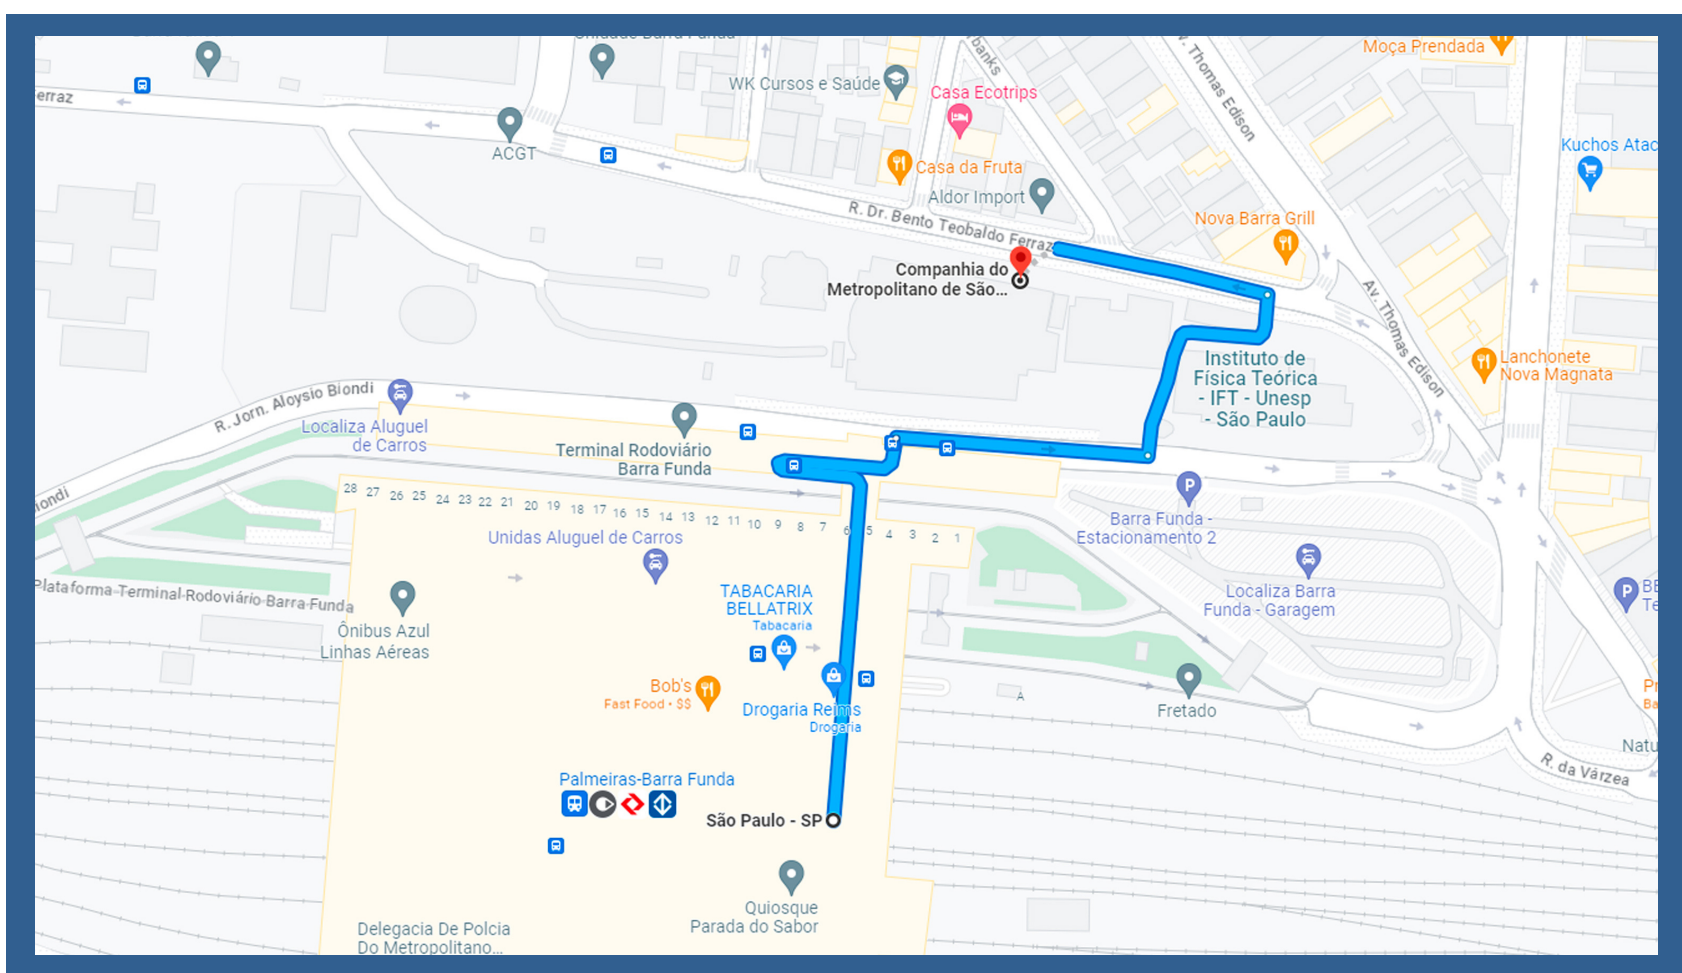 Moça Prendada
WK Cursos e Saúde
Casa Ecotrips
Av. Thomas Edison
erraz
ACGT
Kuchos Atac
Casa da Fruta
Aldor Import
R. Dr. Bento Teobaldo Ferraz
Nova Barra Grill
Companhia do
Metropolitano de São...
Av. Thomas Edison
Lanchonete
Nova Magnata
Instituto de
Física Teórica
- IFT - Unesp
- São Paulo
R. Jorn. Aloysio Biondi
Localiza Aluguel
de Carros
Terminal Rodoviário
Barra Funda
iondi
28 27 26 25 24 23 22 21 20 19 18 17 16 15 14 13 12 11 10 9 8 7 6 5 4 3 2 1
P
Barra Funda -
Estacionamento 2
Unidas Aluguel de Carros
Plataforma Terminal Rodoviário Barra Funda
TABACARIA
BELLATRIX
Tabacaria
Localiza Barra
Funda - Garagem
P
BE
Te
Ônibus Azul
Linhas Aéreas
Bob's
Fast Food • $$
Drogaria Reims
Drogaria
A
Fretado
Pr
Ba
Natu
R. da Várzea
Palmeiras-Barra Funda
São Paulo - SP
Quiosque
Parada do Sabor
Delegacia De Polcia
Do Metropolitano...